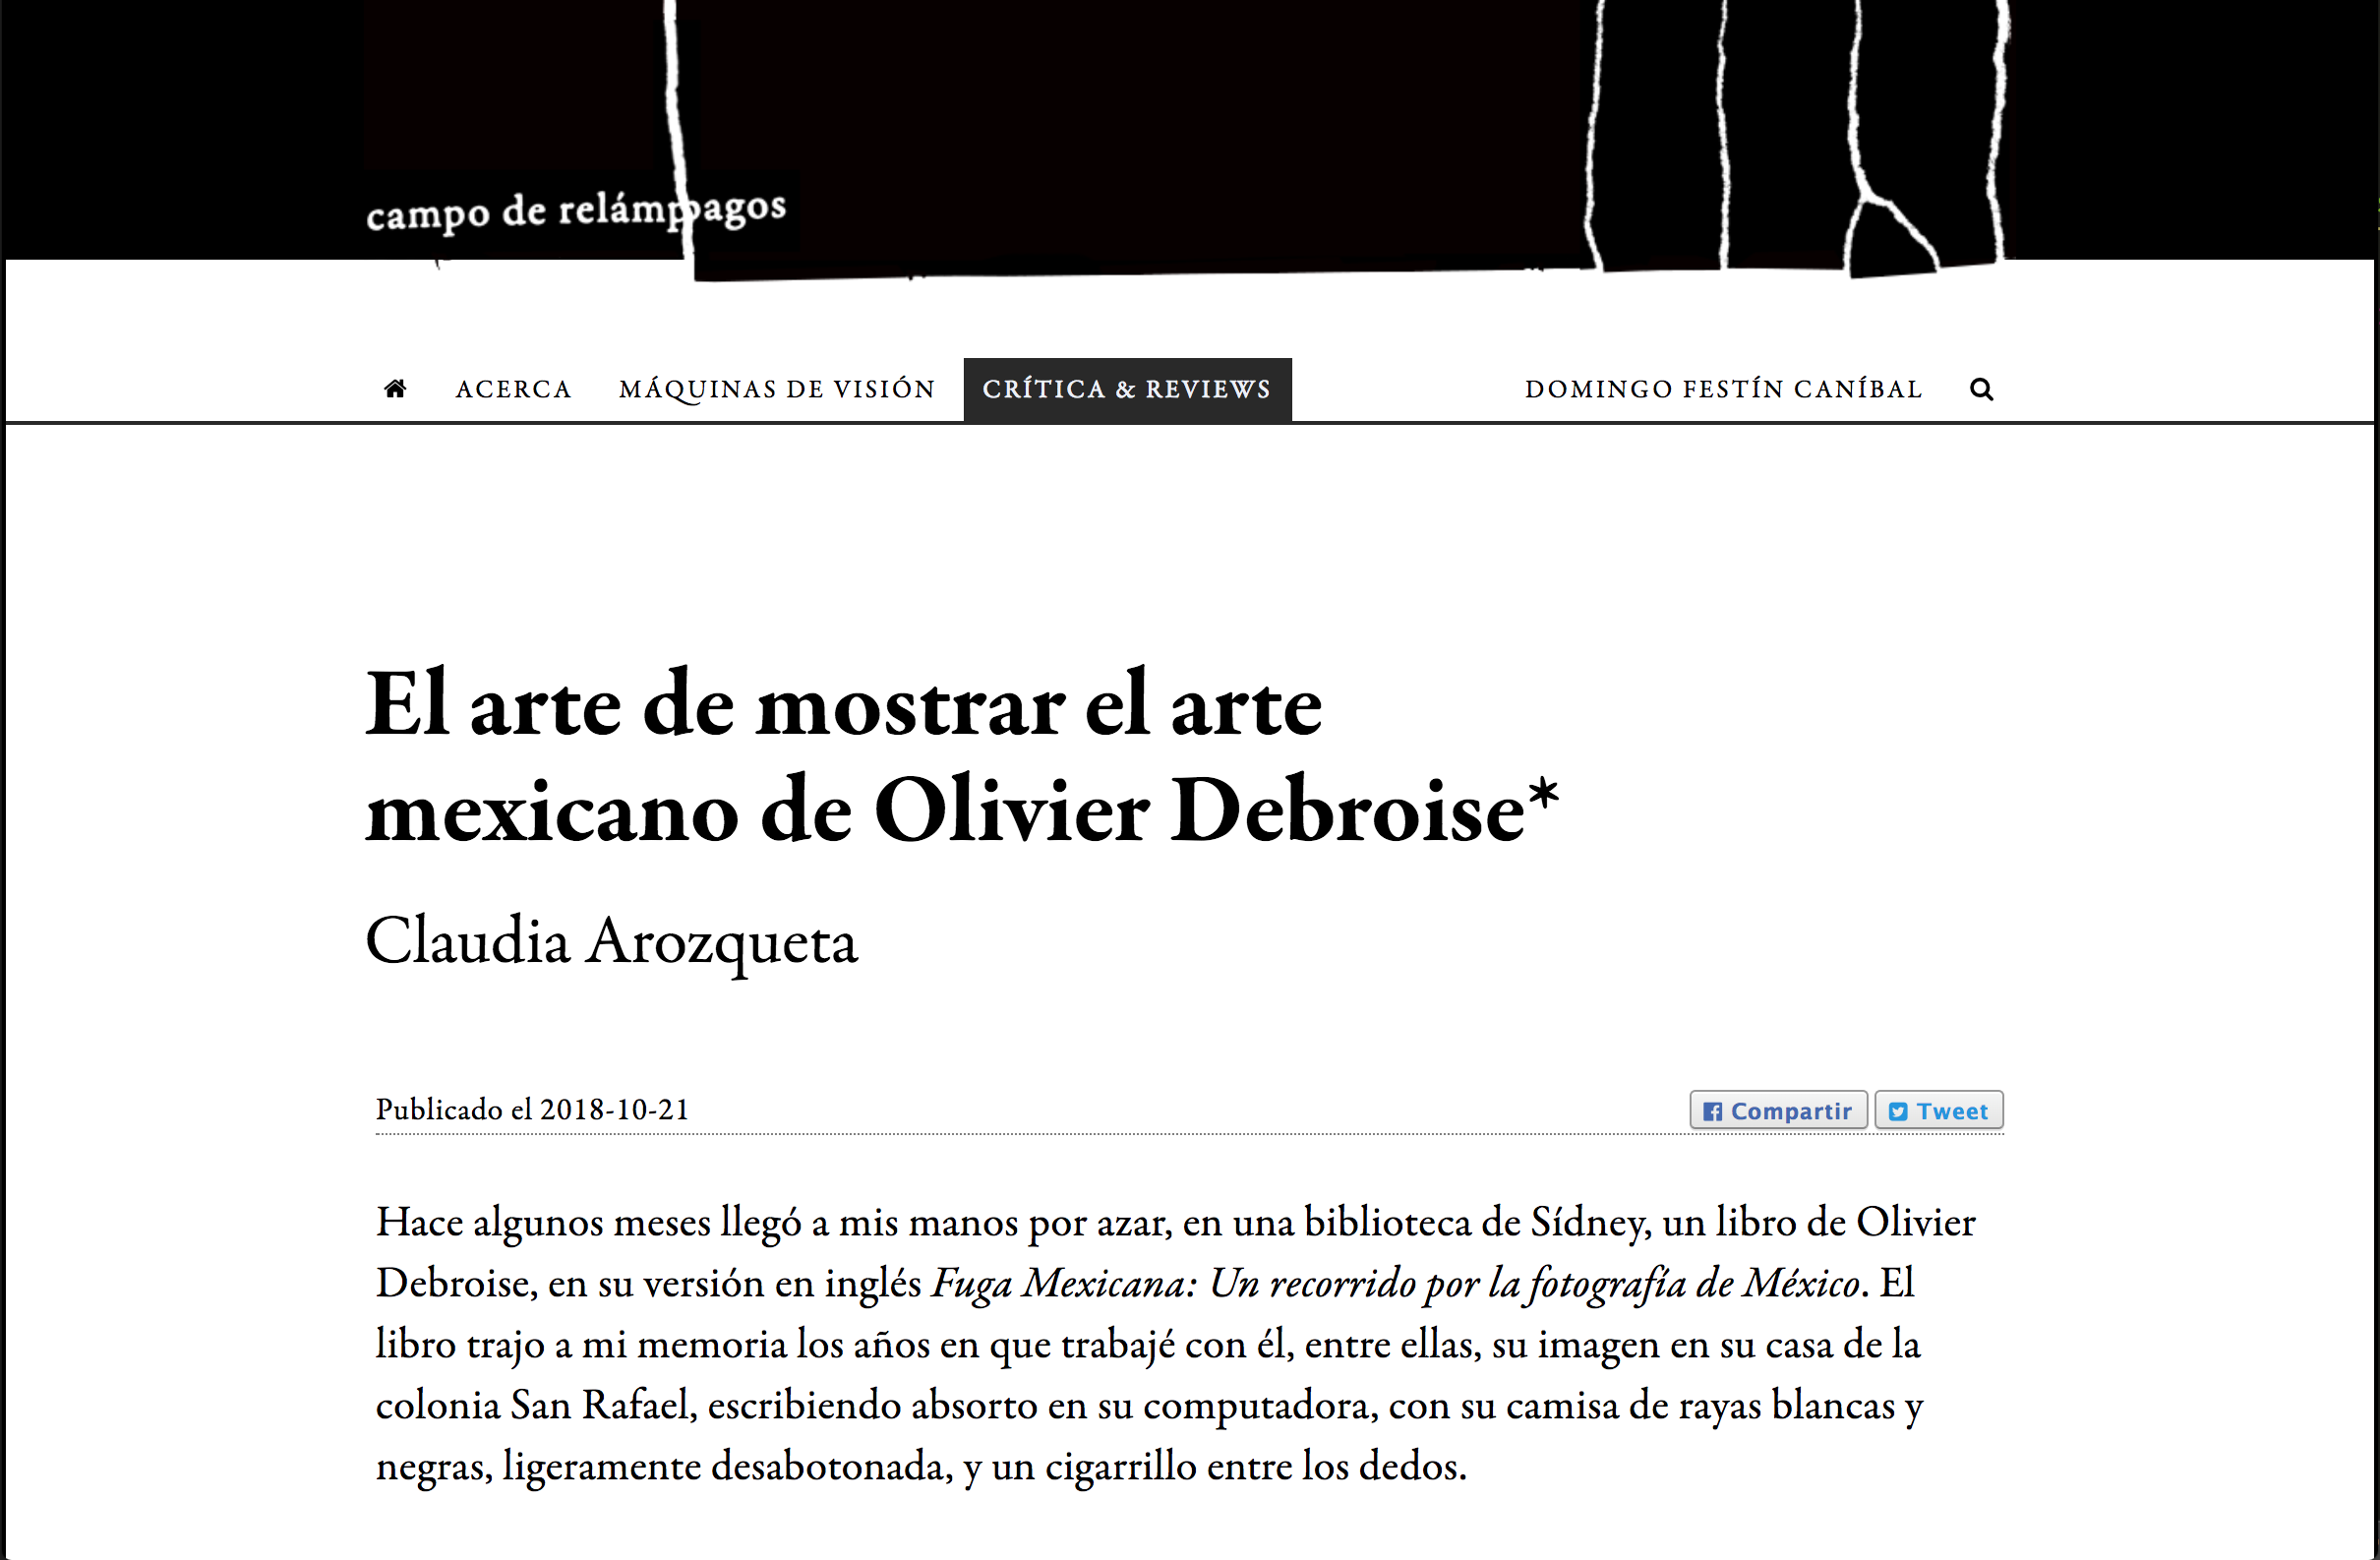 campo de relámpagos
ACERCA MÁQUINAS DE VISIÓN CRÍTICA & REVIEWS DOMINGO FESTÍN CANÍBAL
El arte de mostrar el arte
mexicano de Olivier Debroise*
Claudia Arozqueta
Publicado el 2018-10-21 Compartir Tweet
Hace algunos meses llegó a mis manos por azar, en una biblioteca de Sídney, un libro de Olivier
Debroise, en su versión en inglés Fuga Mexicana: Un recorrido por la fotografía de México. El
libro trajo a mi memoria los años en que trabajé con él, entre ellas, su imagen en su casa de la
colonia San Rafael, escribiendo absorto en su computadora, con su camisa de rayas blancas y
negras, ligeramente desabotonada, y un cigarrillo entre los dedos.